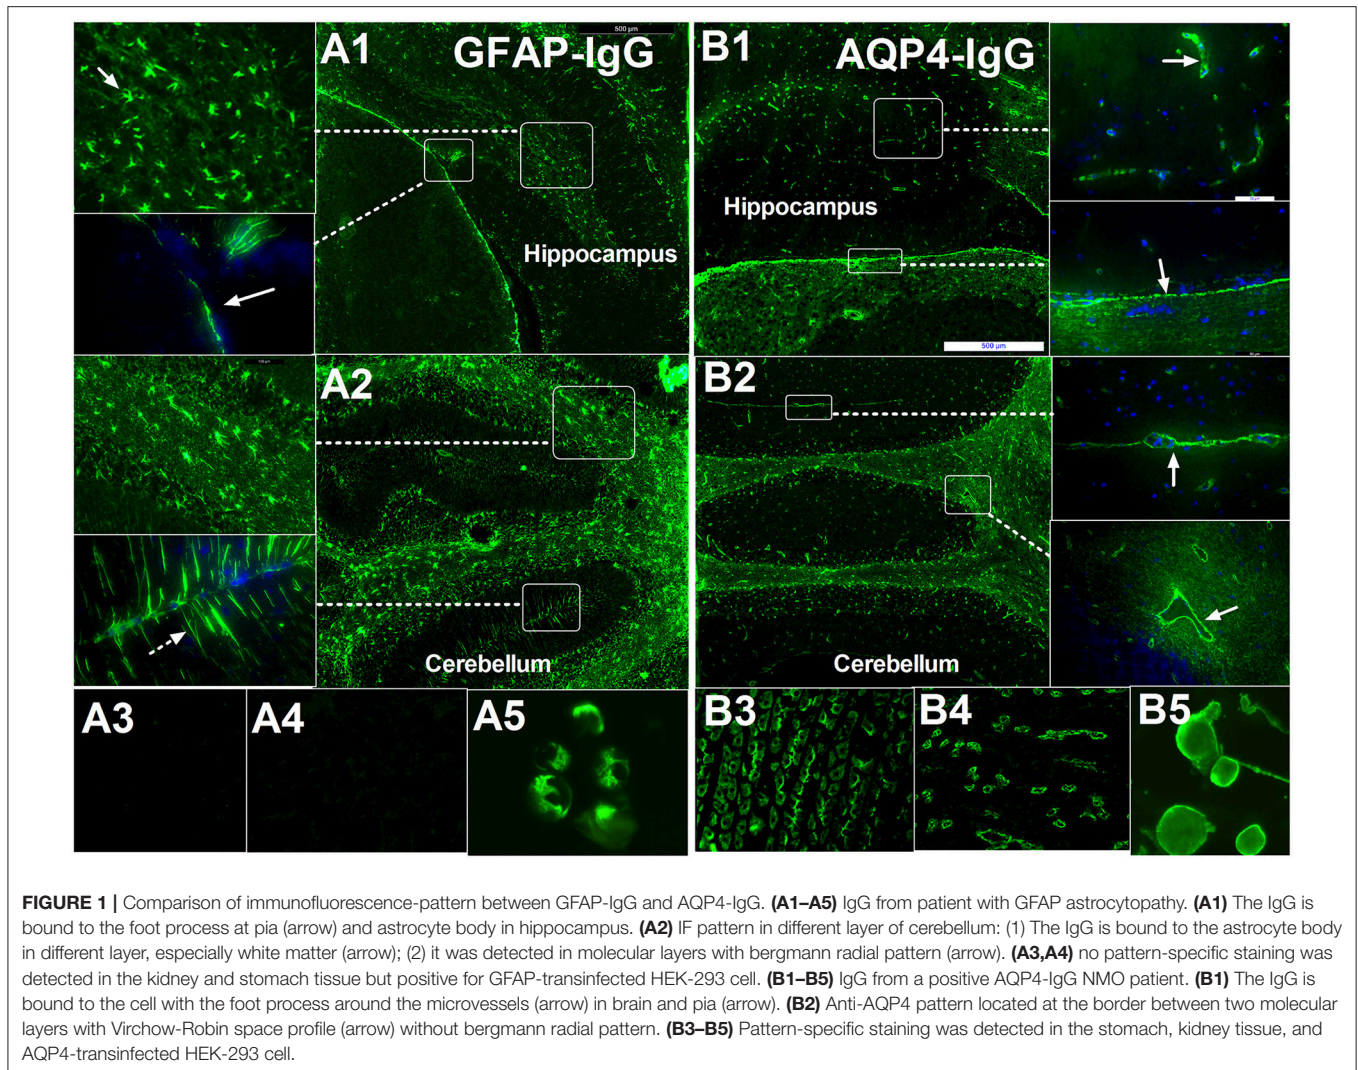 A1
500 µm
GFAP-IgG
Hippocampus
B1
AQP4-IgG
Hippocampus
500 µm
A2
Cerebellum
B2
Cerebellum
A3
A4
A5
B3
B4
B5
FIGURE 1 | Comparison of immunofluorescence-pattern between GFAP-IgG and AQP4-IgG. (A1–A5) IgG from patient with GFAP astrocytopathy. (A1) The IgG is
bound to the foot process at pia (arrow) and astrocyte body in hippocampus. (A2) IF pattern in different layer of cerebellum: (1) The IgG is bound to the astrocyte body
in different layer, especially white matter (arrow); (2) it was detected in molecular layers with bergmann radial pattern (arrow). (A3,A4) no pattern-specific staining was
detected in the kidney and stomach tissue but positive for GFAP-transinfected HEK-293 cell. (B1–B5) IgG from a positive AQP4-IgG NMO patient. (B1) The IgG is
bound to the cell with the foot process around the microvessels (arrow) in brain and pia (arrow). (B2) Anti-AQP4 pattern located at the border between two molecular
layers with Virchow-Robin space profile (arrow) without bergmann radial pattern. (B3–B5) Pattern-specific staining was detected in the stomach, kidney tissue, and
AQP4-transinfected HEK-293 cell.